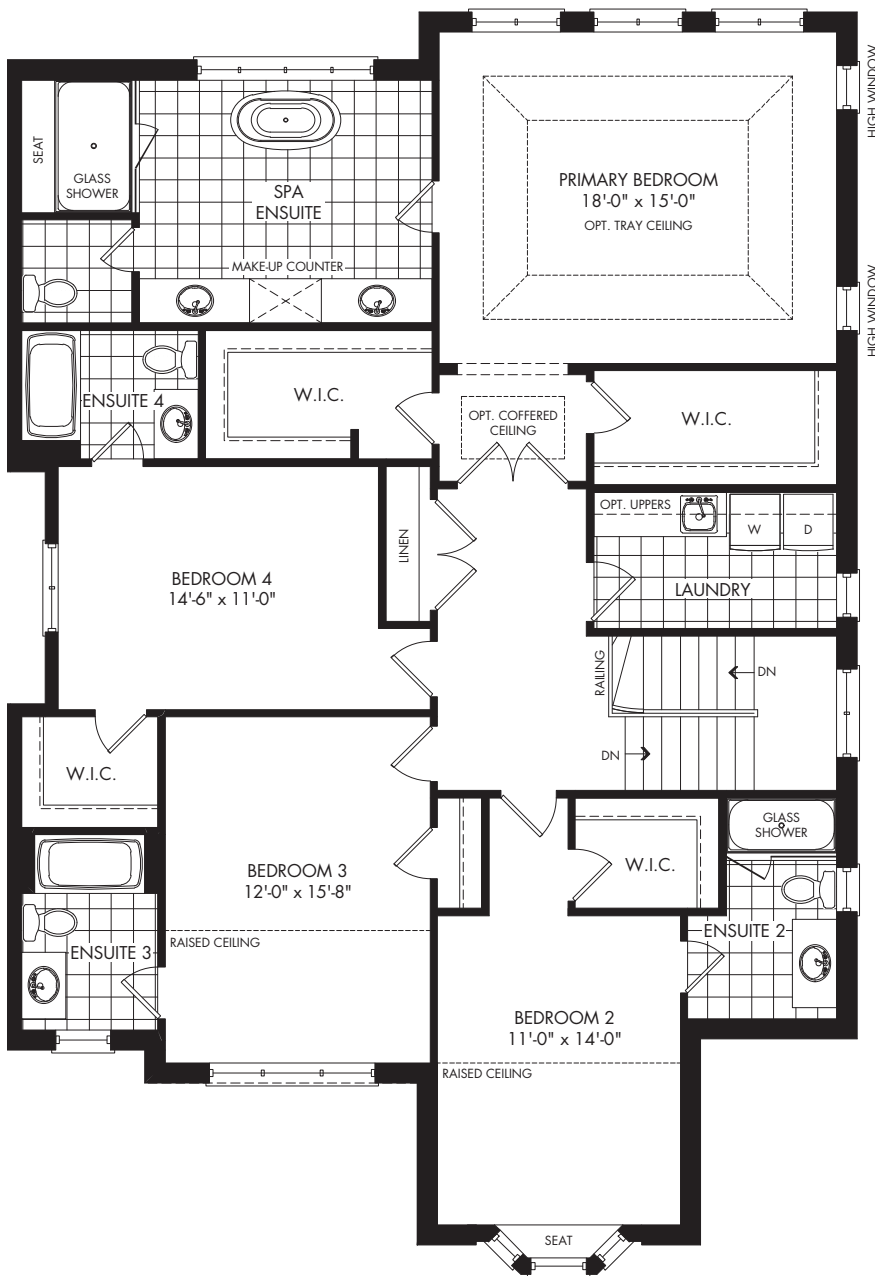 HIGH WINDOW
SEAT
GLASS
SHOWER
SPA
ENSUITE
PRIMARY BEDROOM
18'-0" x 15'-0"
OPT. TRAY CEILING
MAKE-UP COUNTER
HIGH WINDOW
ENSUITE 4
W.I.C.
OPT. COFFERED
CEILING
W.I.C.
OPT. UPPERS
W
D
LINEN
BEDROOM 4
14'-6" x 11'-0"
LAUNDRY
RAILING
DN
DN
W.I.C.
GLASS
SHOWER
BEDROOM 3
12'-0" x 15'-8"
W.I.C.
RAISED CEILING
ENSUITE 3
ENSUITE 2
BEDROOM 2
11'-0" x 14'-0"
RAISED CEILING
SEAT